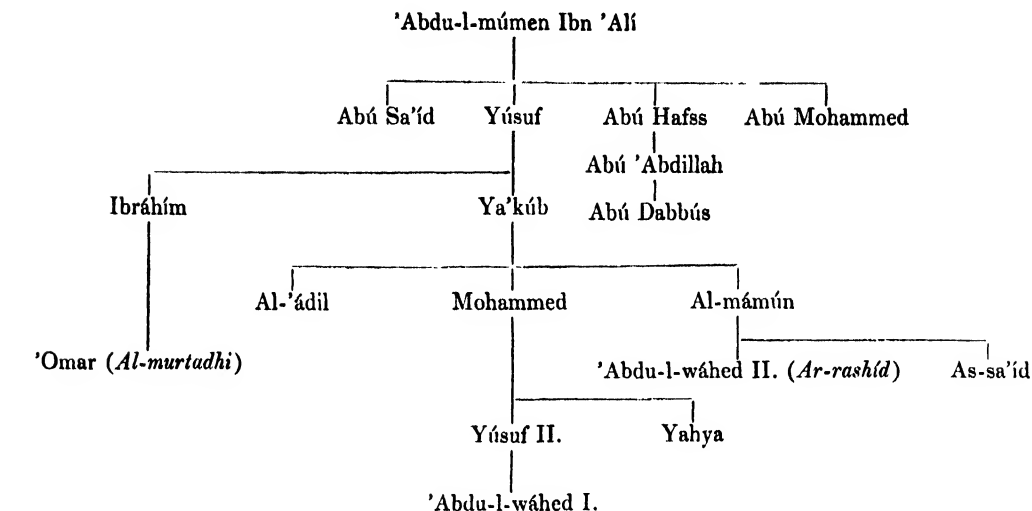 'Abdu-l-múmen Ibn 'Alí
Abú Sa'íd Yúsuf Abú Hafss Abú Mohammed
Abú 'Abdillah
Ibráhím Ya'kúb Abú Dabbús
Al-'ádil Mohammed Al-mámún
'Omar (Al-murtadhi) 'Abdu-l-wáhed II. (Ar-rashíd) As-sa'íd
Yúsuf II. Yahya
'Abdu-l-wáhed I.